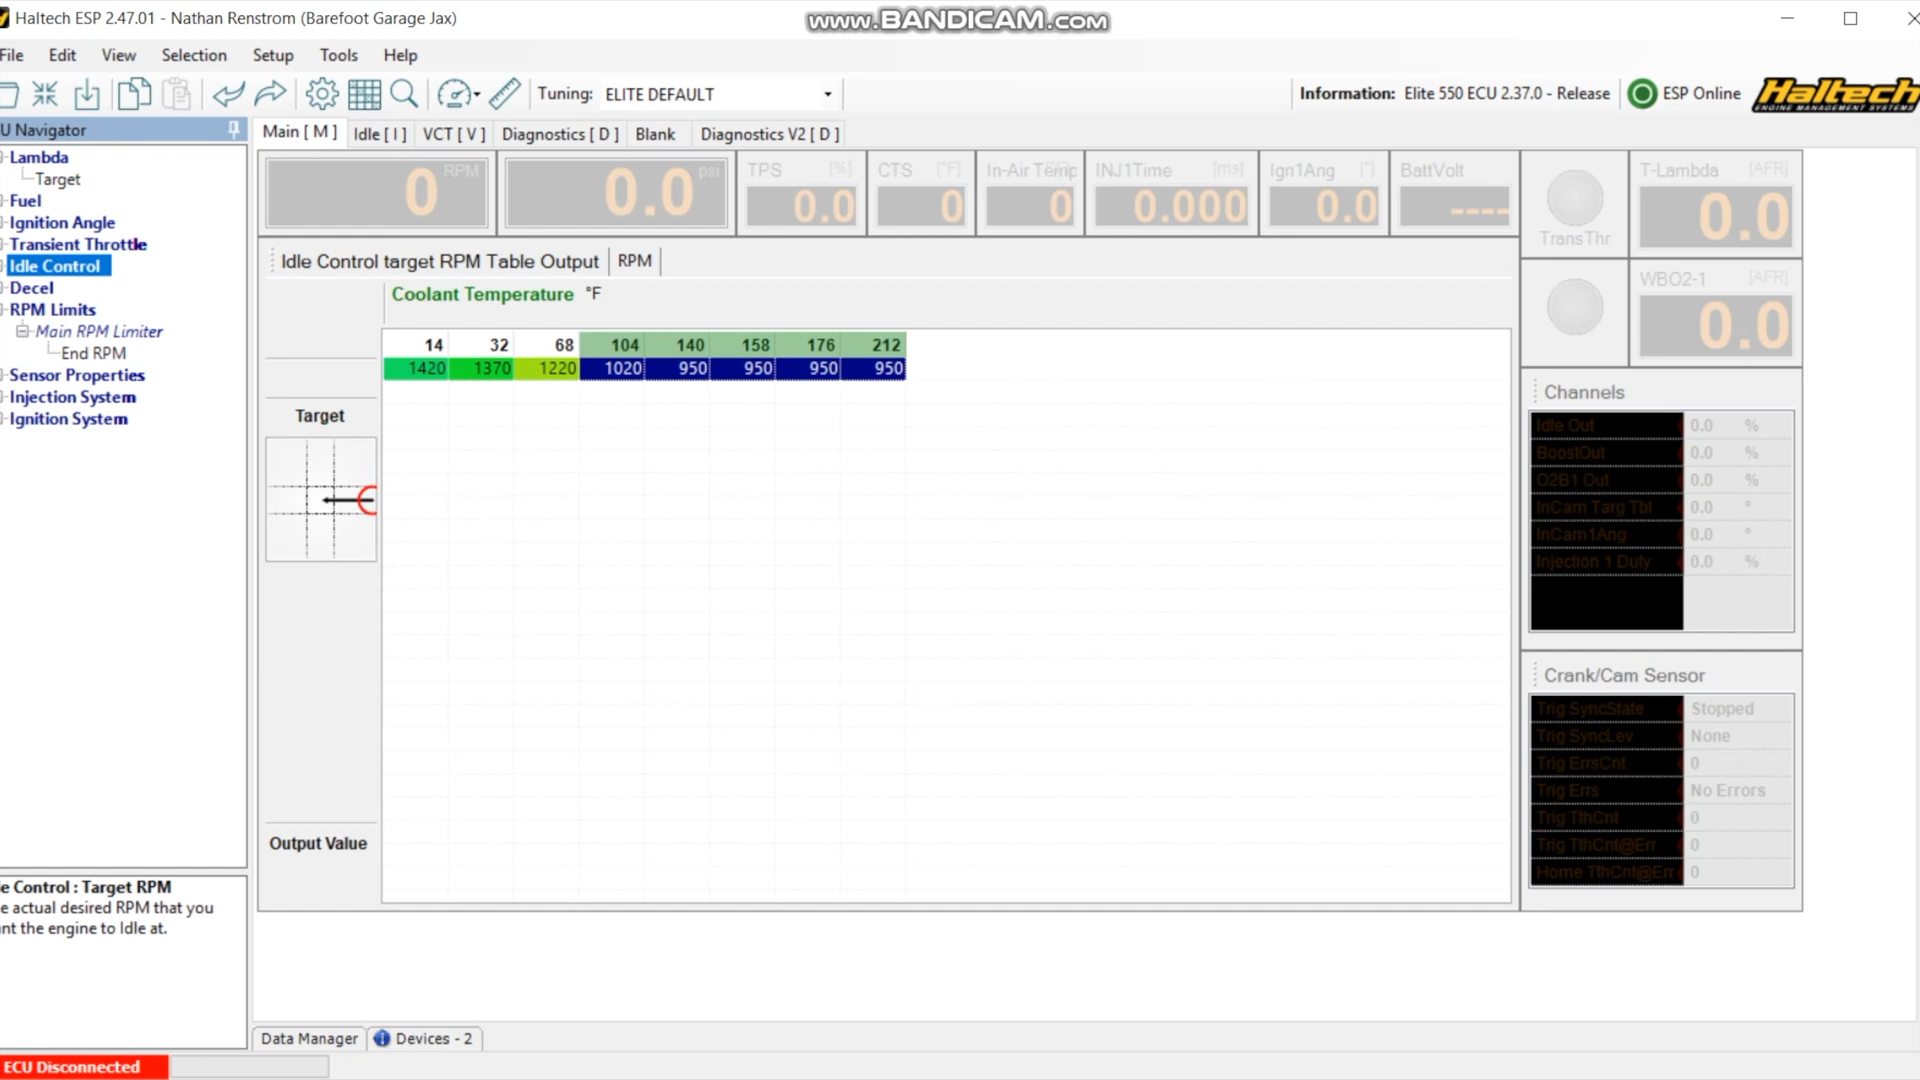 Haltech ESP 2.47.01 - Nathan Renstrom (Barefoot Garage Jax)
www.BANDICAM.com
File Edit View Selection Setup Tools Help
Tuning: ELITE DEFAULT
Information: Elite 550 ECU 2.37.0 - Release
ESP Online
Haltech
ENGINE MANAGEMENT SYSTEMS
U Navigator
Main [ M ] Idle [ I ] VCT [ V ] Diagnostics [ D ] Blank Diagnostics V2 [ D ]
Lambda
Target
Fuel
Ignition Angle
Transient Throttle
Idle Control
Decel
RPM Limits
Main RPM Limiter
End RPM
Sensor Properties
Injection System
Ignition System
0 RPM
0.0 psi
TPS [%]
0.0
CTS [°F]
0
In-Air Temp
0
INJ1Time [ms]
0.000
Ign1Ang [°]
0.0
BattVolt
----
TransThr
T-Lambda [AFR]
0.0
WBO2-1 [AFR]
0.0
Idle Control target RPM Table Output RPM
Coolant Temperature °F
14 32 68 104 140 158 176 212
1420 1370 1220 1020 950 950 950 950
Target
Output Value
Channels
Idle Out 0.0 %
BoostOut 0.0 %
O2B1 Out 0.0 %
InCam Targ Tbl 0.0 °
InCam1Ang 0.0 °
Injection 1 Duty 0.0 %
Crank/Cam Sensor
Trig SyncState Stopped
Trig SyncLev None
Trig ErrsCnt 0
Trig Errs No Errors
Trig TthCnt 0
Trig TthCnt@Err 0
Home TthCnt@Err 0
e Control : Target RPM
e actual desired RPM that you
nt the engine to Idle at.
Data Manager Devices - 2
ECU Disconnected